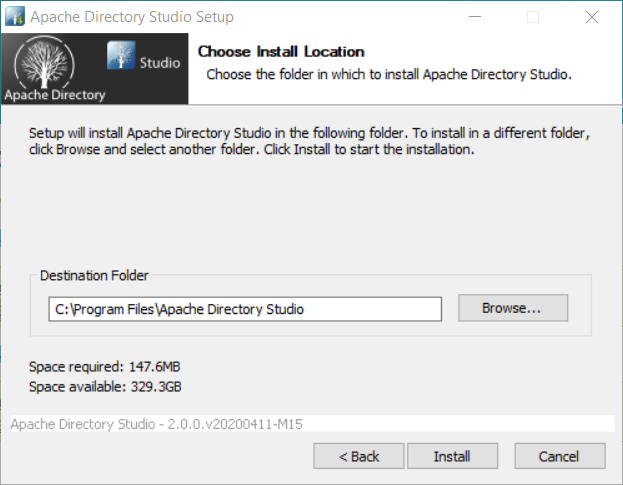 Apache Directory Studio Setup
Studio
Apache Directory
Choose Install Location
Choose the folder in which to install Apache Directory Studio.
Setup will install Apache Directory Studio in the following folder. To install in a different folder,
click Browse and select another folder. Click Install to start the installation.
Destination Folder
C:\Program Files\Apache Directory Studio
Browse...
Space required: 147.6MB
Space available: 329.3GB
Apache Directory Studio - 2.0.0.v20200411-M15
< Back
Install
Cancel